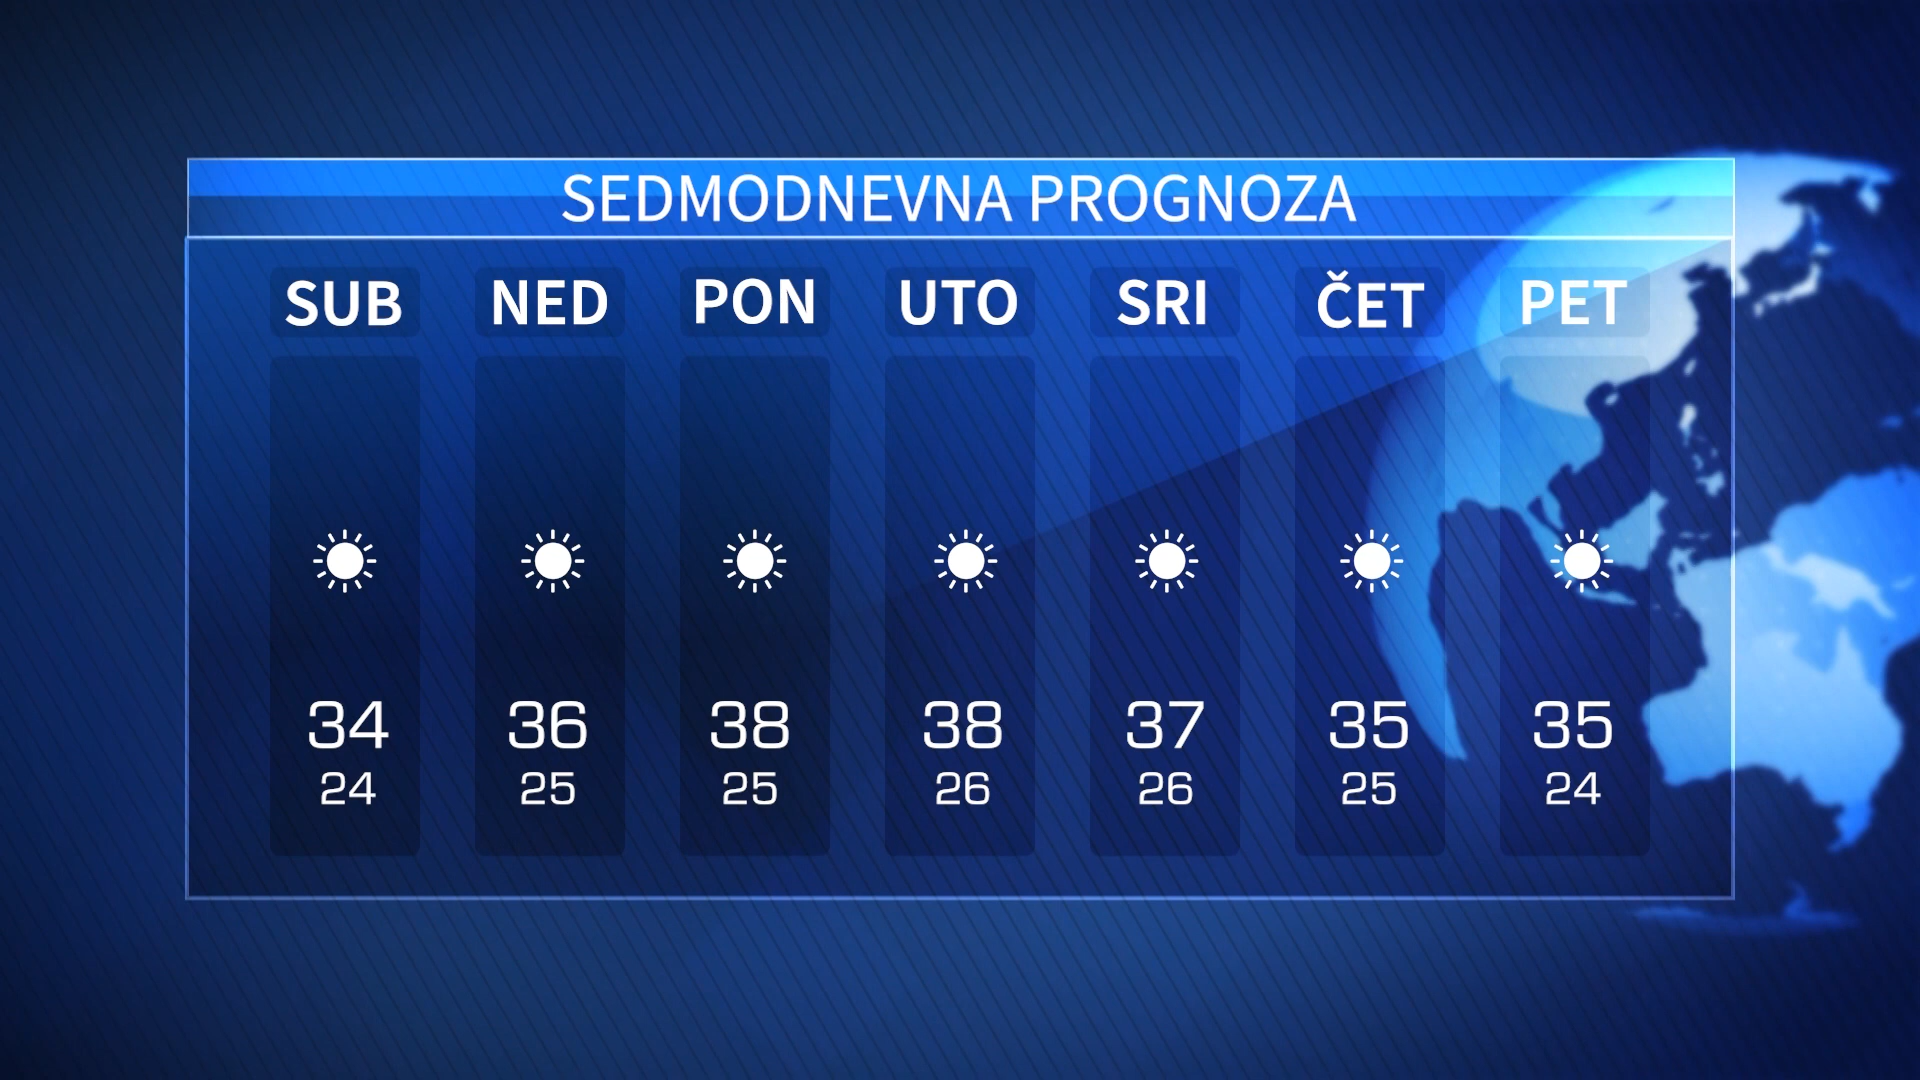 SEDMODNEVNA PROGNOZA
SUB NED PON UTO SRI ČET PET
34 36 38 38 37 35 35
24 25 25 26 26 25 24